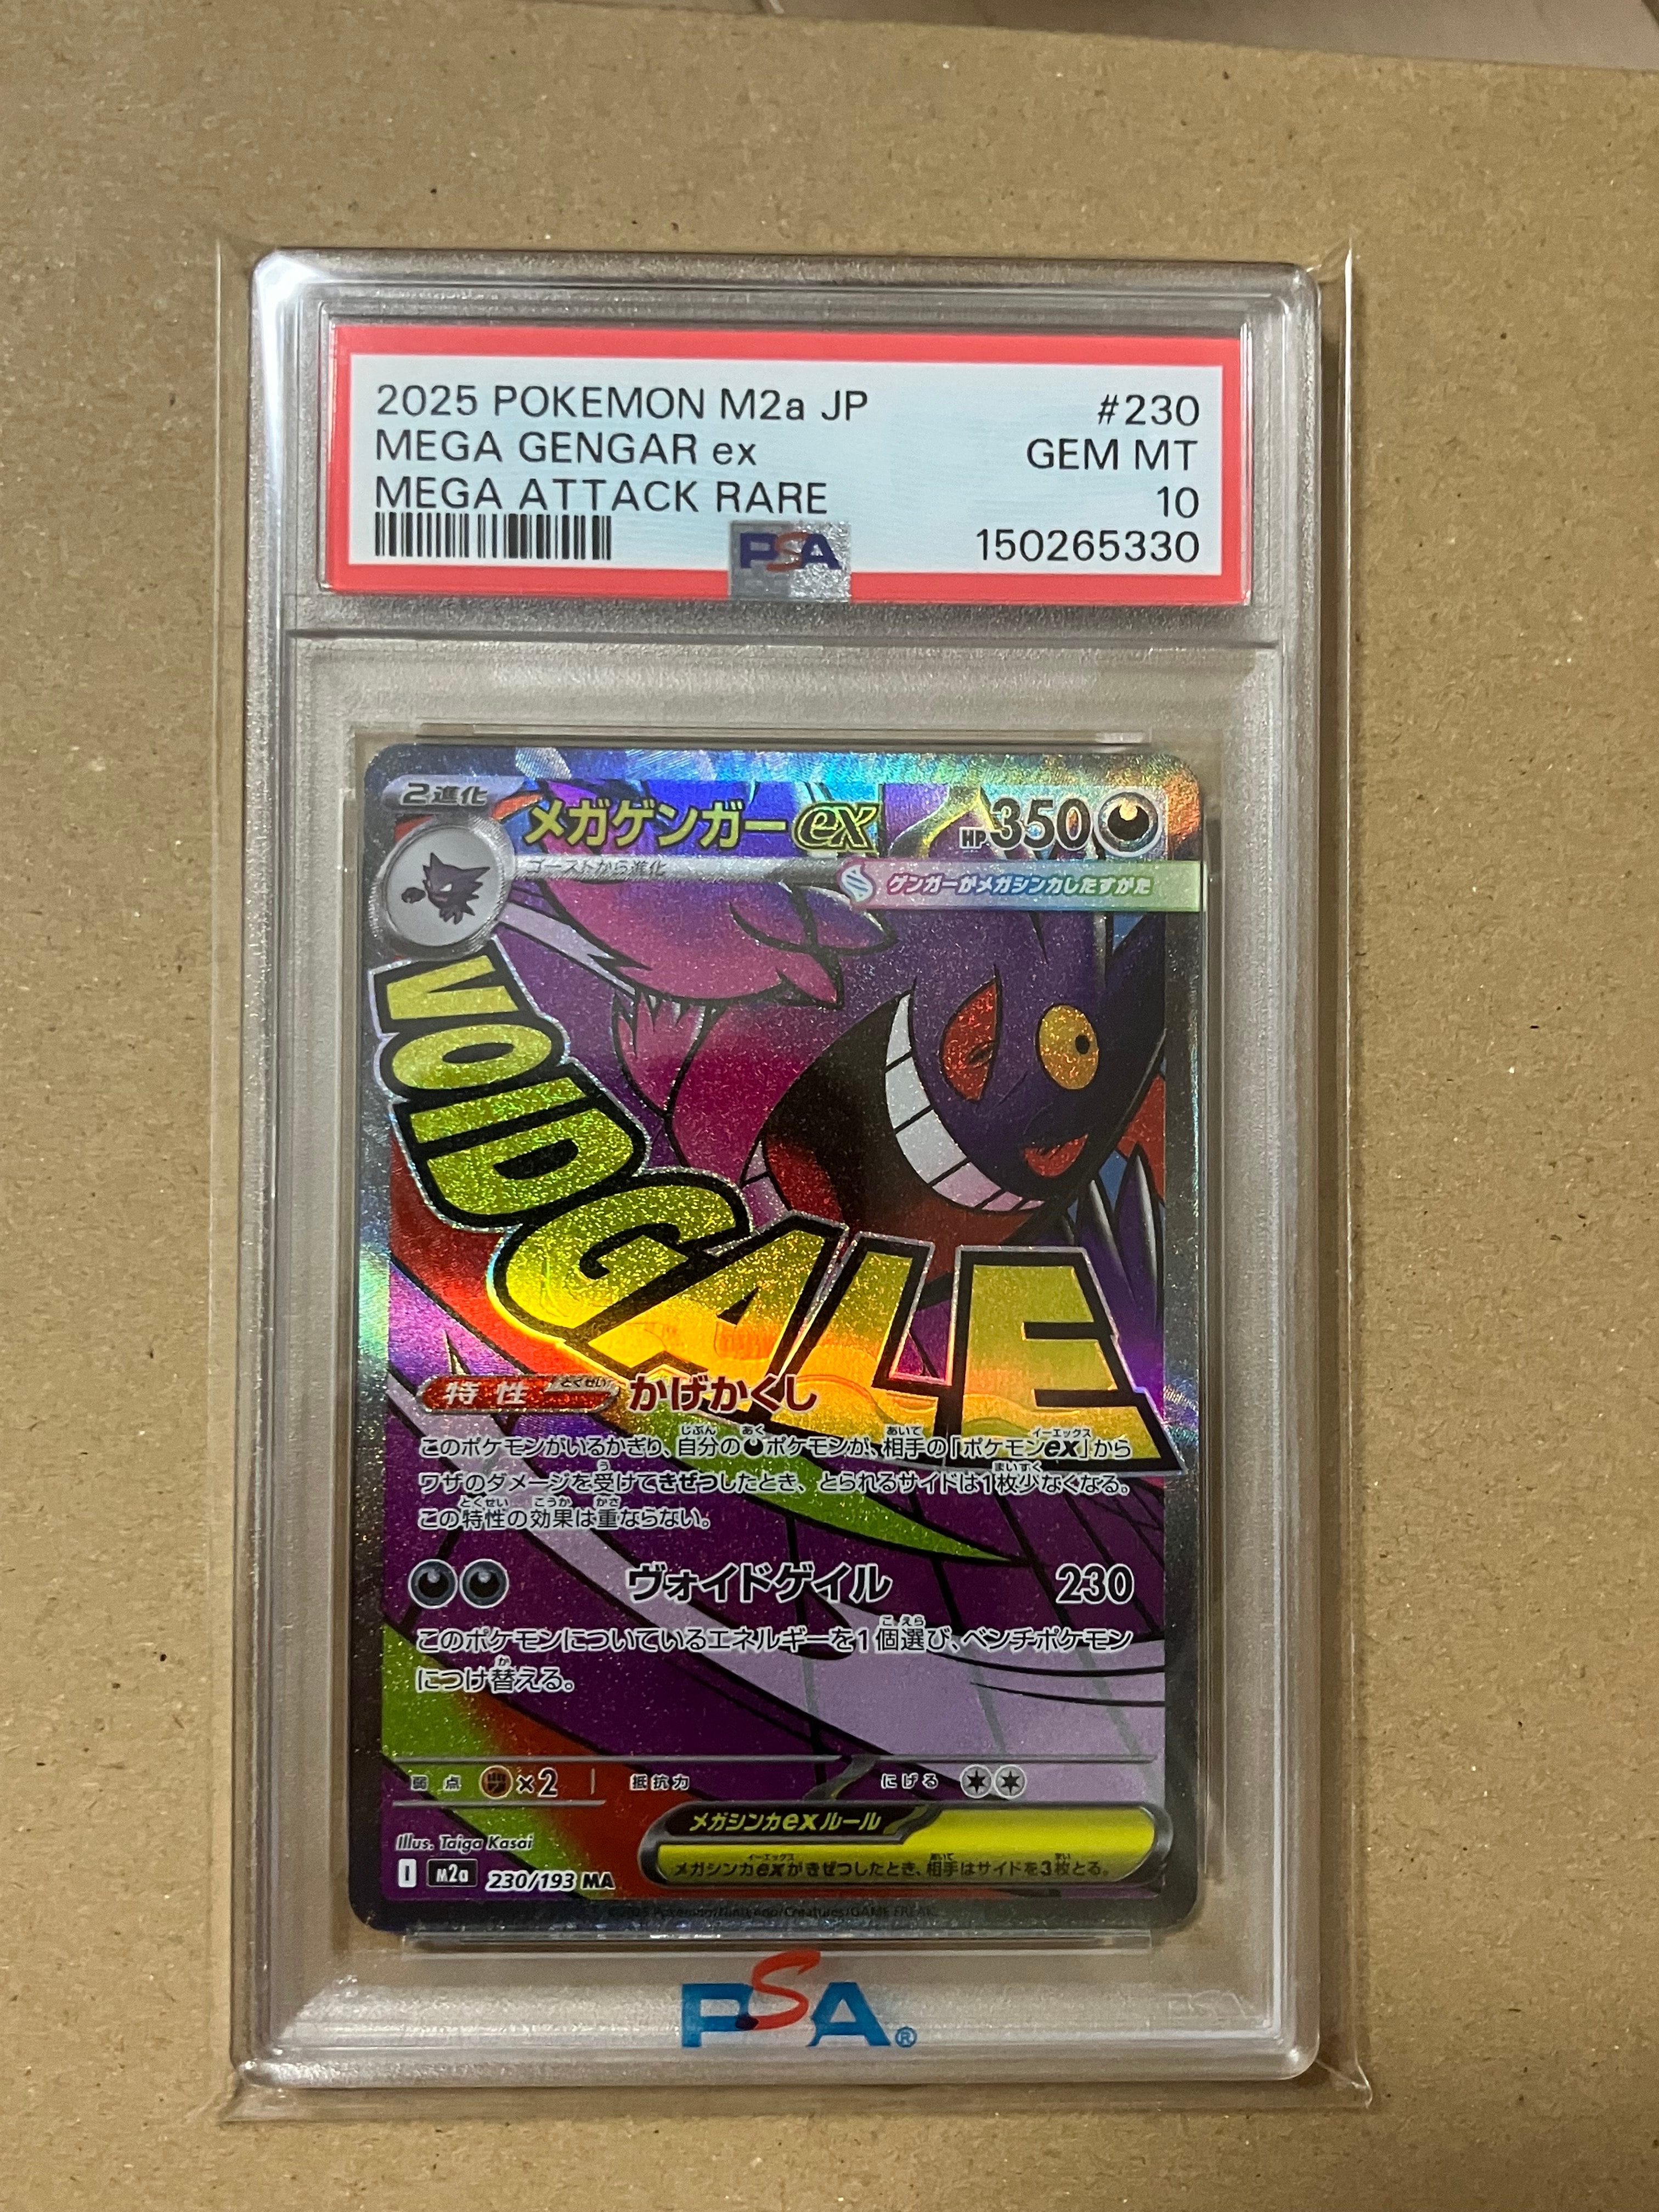 2025 POKEMON M2a JP #230
MEGA GENGAR ex GEM MT
MEGA ATTACK RARE 10
PSA 150265330
2進化 メガゲンガーex HP350
ゴーストから進化 ゲンガーがメガシンカしたすがた
VOID GALE
特性 とくせい かげかくし
このポケモンがいるかぎり、自分のポケモンが、相手の「ポケモンex」から
ワザのダメージを受けてきぜつしたとき、とられるサイドは1枚少なくなる。
この特性の効果は重ならない。
ヴォイドゲイル 230
このポケモンについているエネルギーを1個選び、ベンチポケモン
につけ替える。
弱点 ×2 抵抗力 にげる
メガシンカexルール
メガシンカexがきぜつしたとき、相手はサイドを3枚とる。
Illus. Taiga Kasai
I M2a 230/193 MA
©2025 Pokémon/Nintendo/Creatures/GAME FREAK.
PSA®